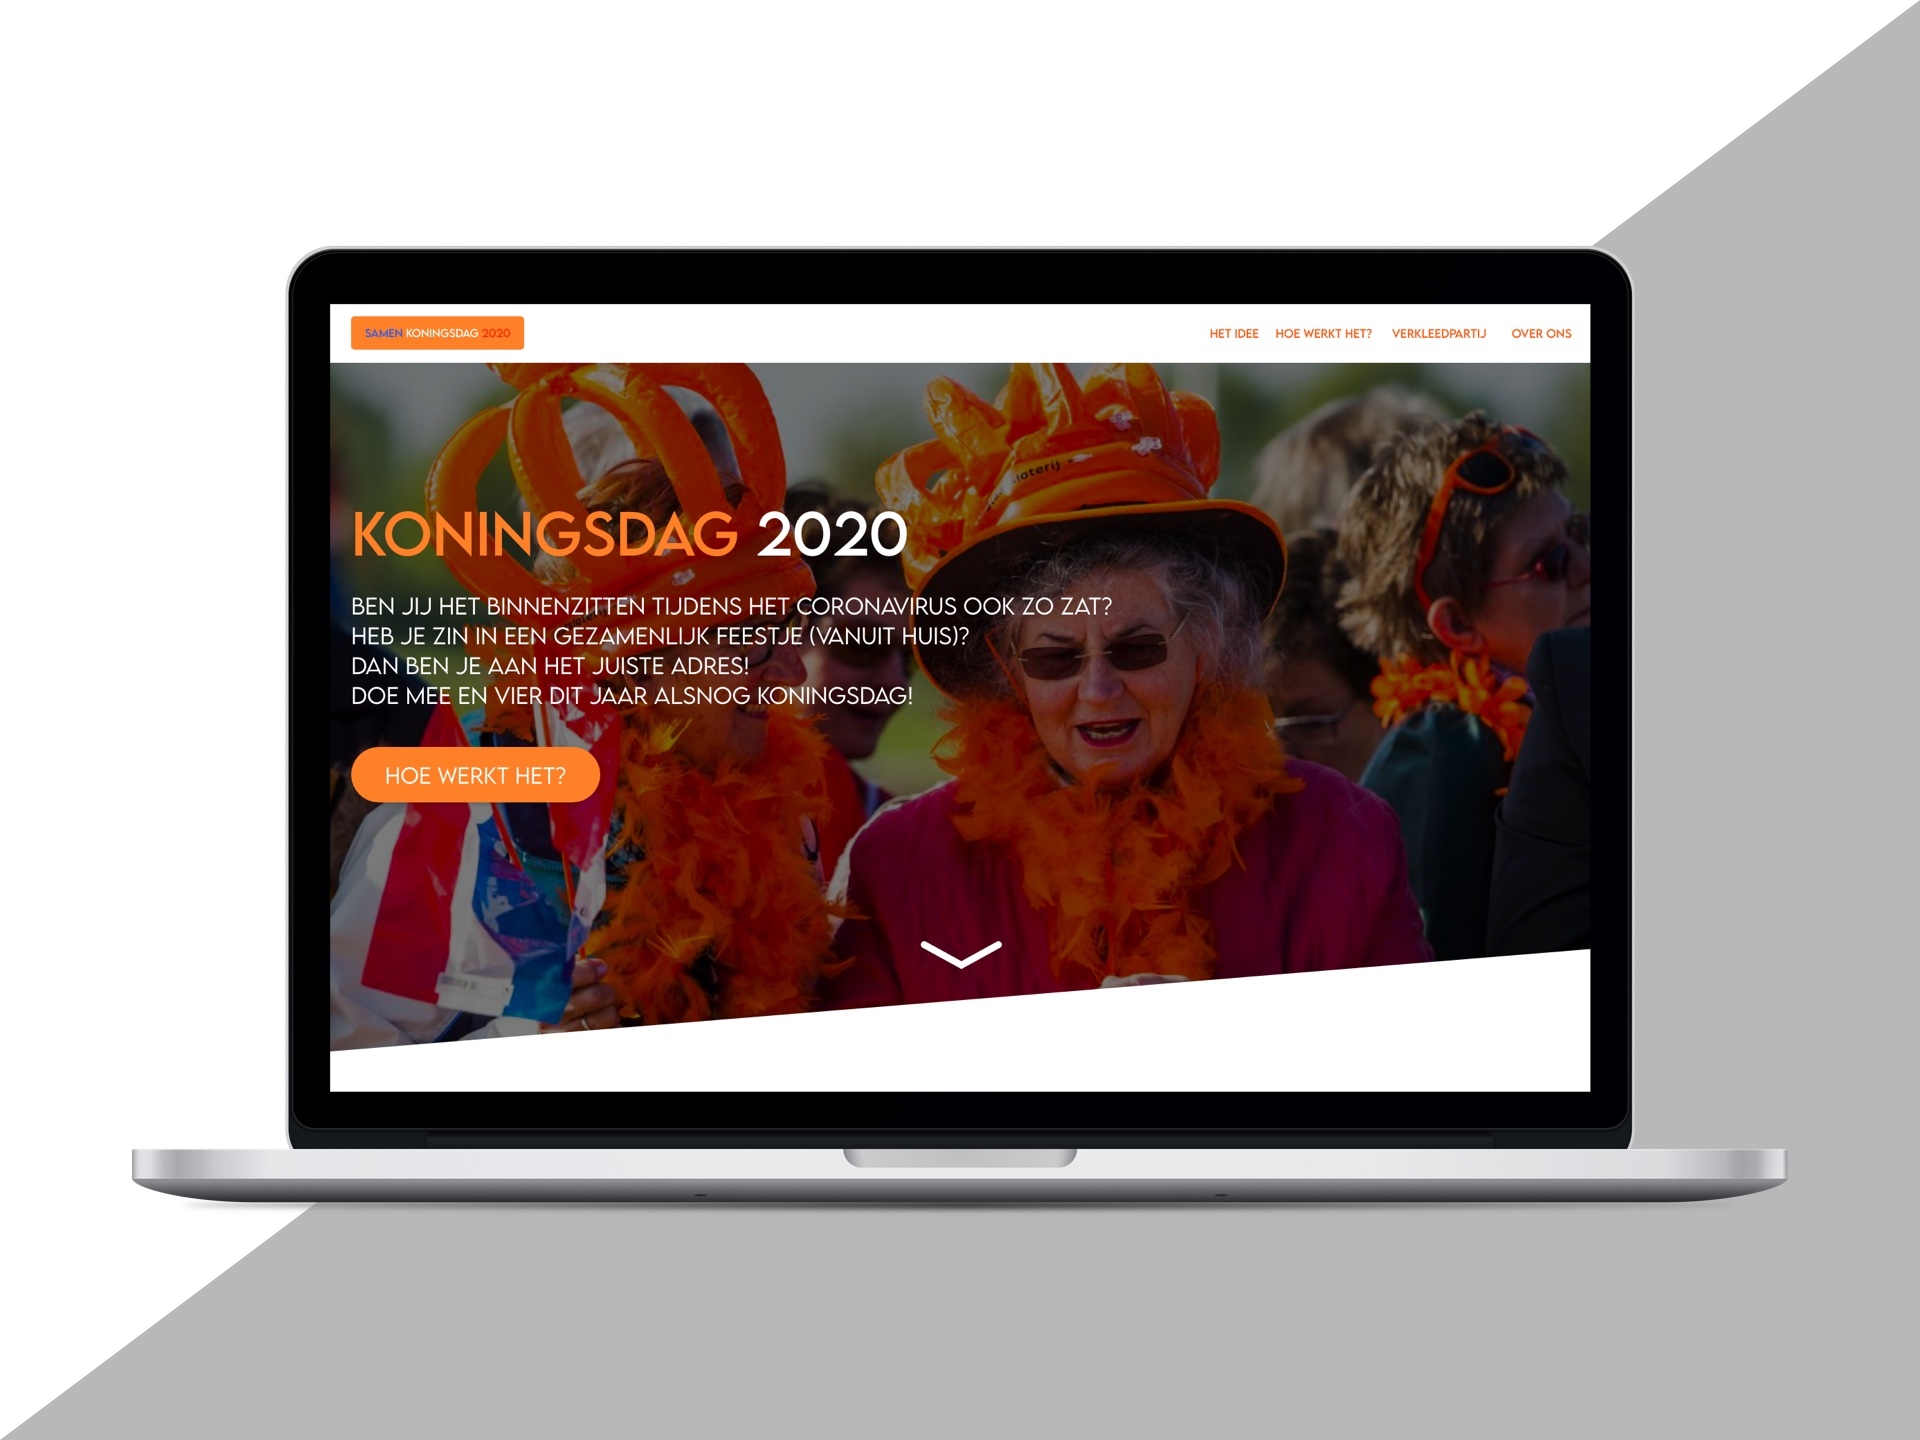 SAMEN KONINGSDAG 2020
HET IDEE HOE WERKT HET? VERKLEEDPARTIJ OVER ONS
loterij
KONINGSDAG 2020
BEN JIJ HET BINNENZITTEN TIJDENS HET CORONAVIRUS OOK ZO ZAT?
HEB JE ZIN IN EEN GEZAMENLIJK FEESTJE (VANUIT HUIS)?
DAN BEN JE AAN HET JUISTE ADRES!
DOE MEE EN VIER DIT JAAR ALSNOG KONINGSDAG!
HOE WERKT HET?